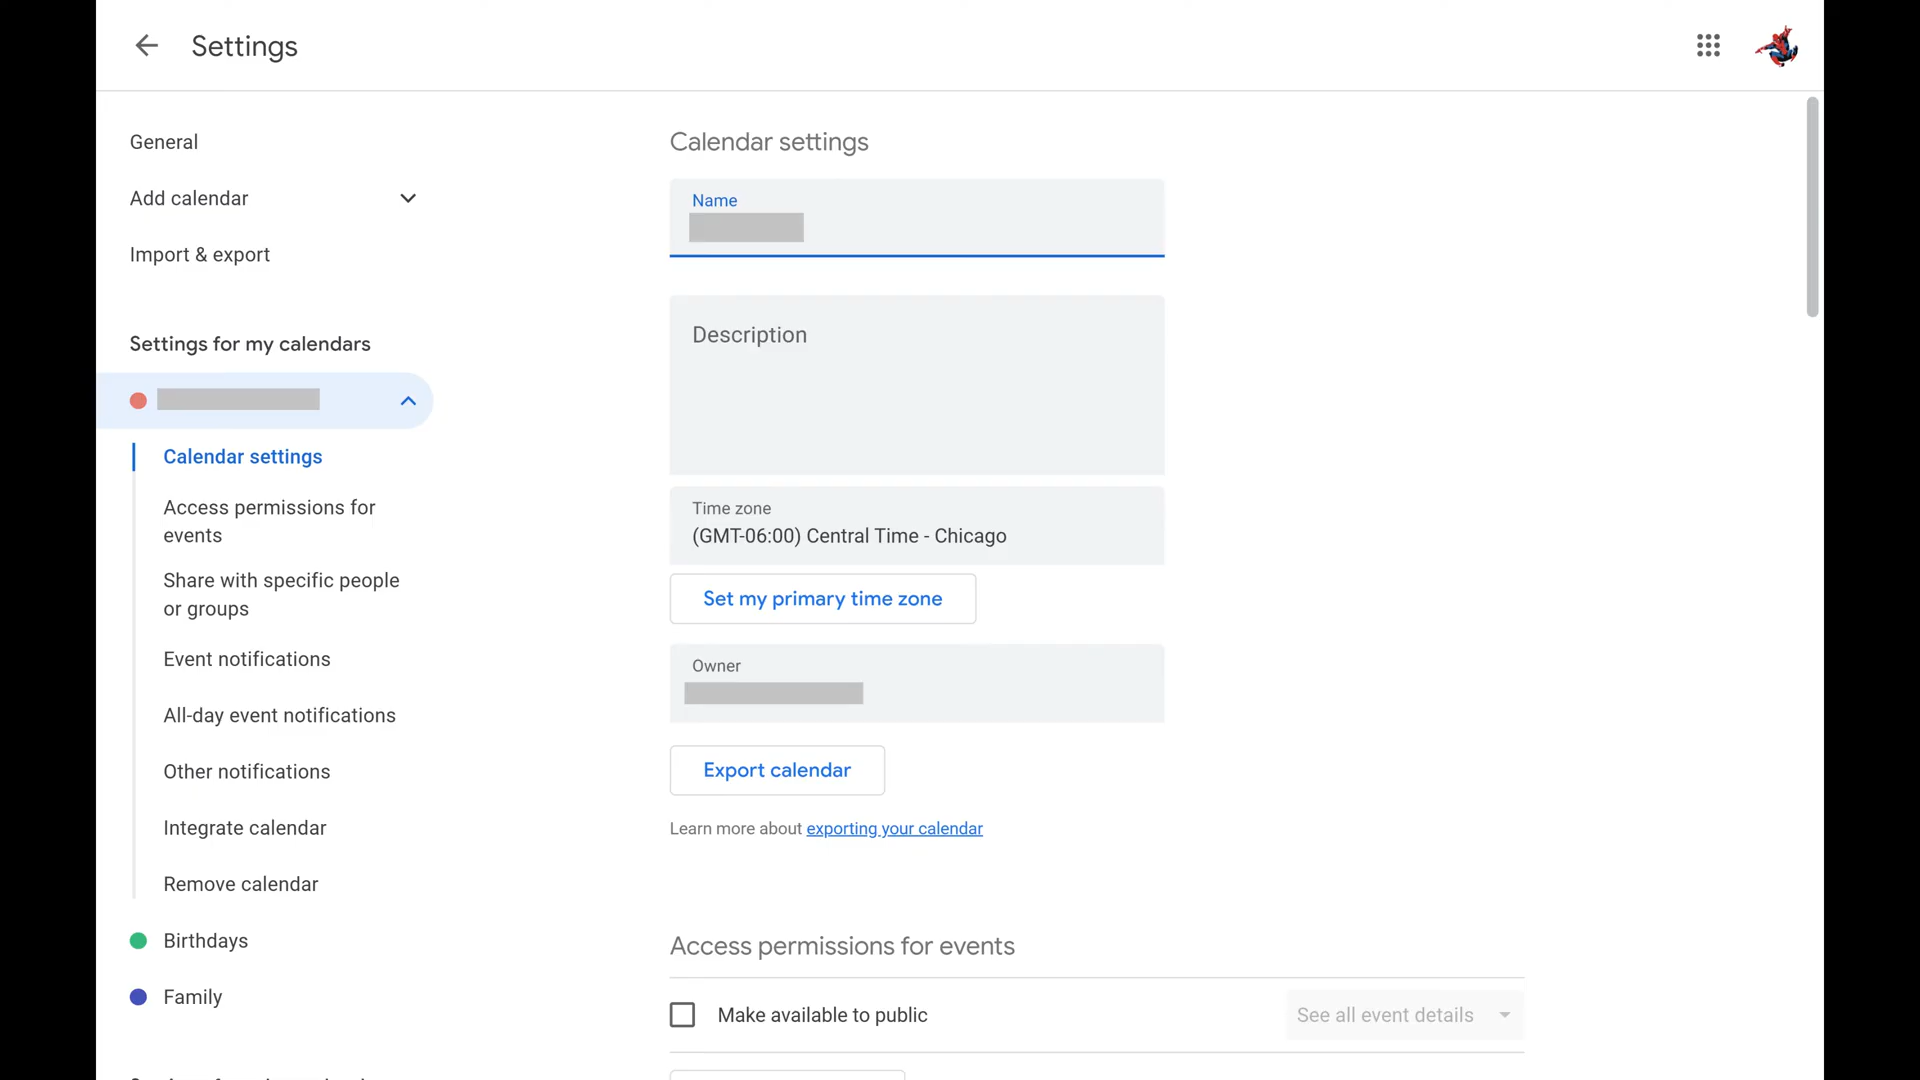 Settings
General
Add calendar
Import & export
Settings for my calendars
Calendar settings
Access permissions for
events
Share with specific people
or groups
Event notifications
All-day event notifications
Other notifications
Integrate calendar
Remove calendar
Birthdays
Family
Calendar settings
Name
Description
Time zone
(GMT-06:00) Central Time - Chicago
Set my primary time zone
Owner
Export calendar
Learn more about exporting your calendar
Access permissions for events
Make available to public
See all event details